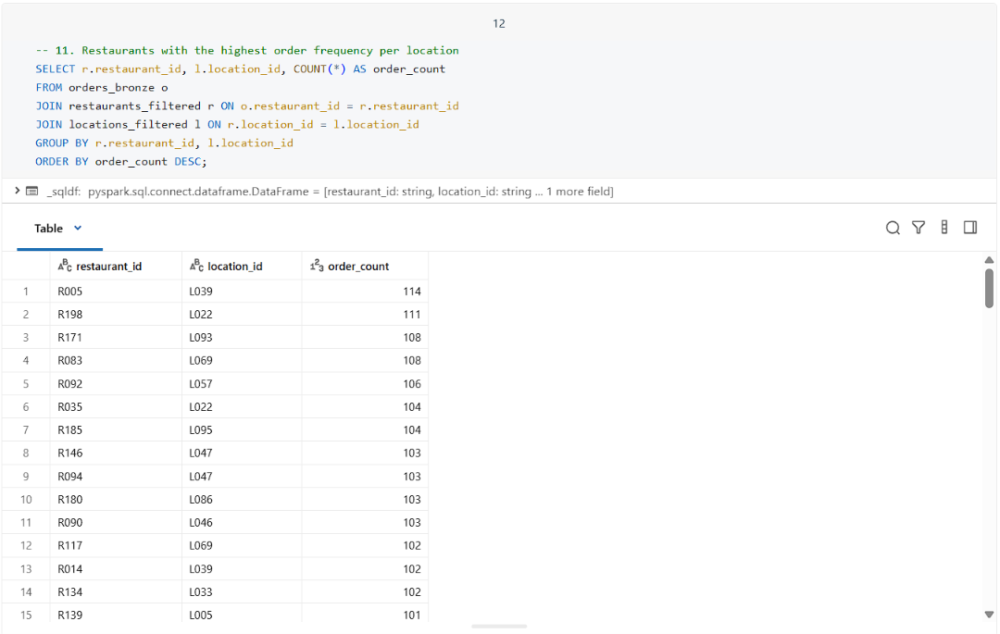 12
-- 11. Restaurants with the highest order frequency per location
SELECT r.restaurant_id, l.location_id, COUNT(*) AS order_count
FROM orders_bronze o
JOIN restaurants_filtered r ON o.restaurant_id = r.restaurant_id
JOIN locations_filtered l ON r.location_id = l.location_id
GROUP BY r.restaurant_id, l.location_id
ORDER BY order_count DESC;
_sqldf: pyspark.sql.connect.dataframe.DataFrame = [restaurant_id: string, location_id: string ... 1 more field]
Table
ABC restaurant_id ABC location_id 123 order_count
1 R005 L039 114
2 R198 L022 111
3 R171 L093 108
4 R083 L069 108
5 R092 L057 106
6 R035 L022 104
7 R185 L095 104
8 R146 L047 103
9 R094 L047 103
10 R180 L086 103
11 R090 L046 103
12 R117 L069 102
13 R014 L039 102
14 R134 L033 102
15 R139 L005 101